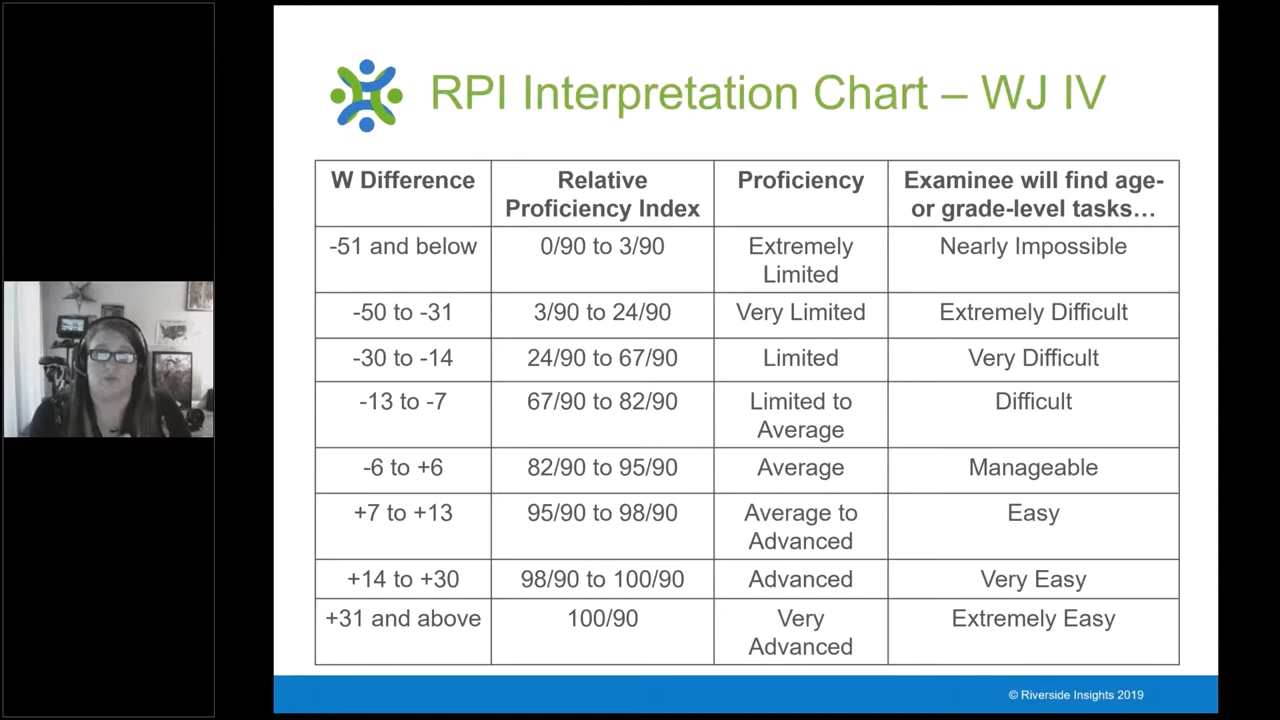 RPI Interpretation Chart – WJ IV
W Difference
Relative
Proficiency Index
Proficiency
Examinee will find age-
or grade-level tasks…
-51 and below
0/90 to 3/90
Extremely
Limited
Nearly Impossible
-50 to -31
3/90 to 24/90
Very Limited
Extremely Difficult
-30 to -14
24/90 to 67/90
Limited
Very Difficult
-13 to -7
67/90 to 82/90
Limited to
Average
Difficult
-6 to +6
82/90 to 95/90
Average
Manageable
+7 to +13
95/90 to 98/90
Average to
Advanced
Easy
+14 to +30
98/90 to 100/90
Advanced
Very Easy
+31 and above
100/90
Very
Advanced
Extremely Easy
© Riverside Insights 2019